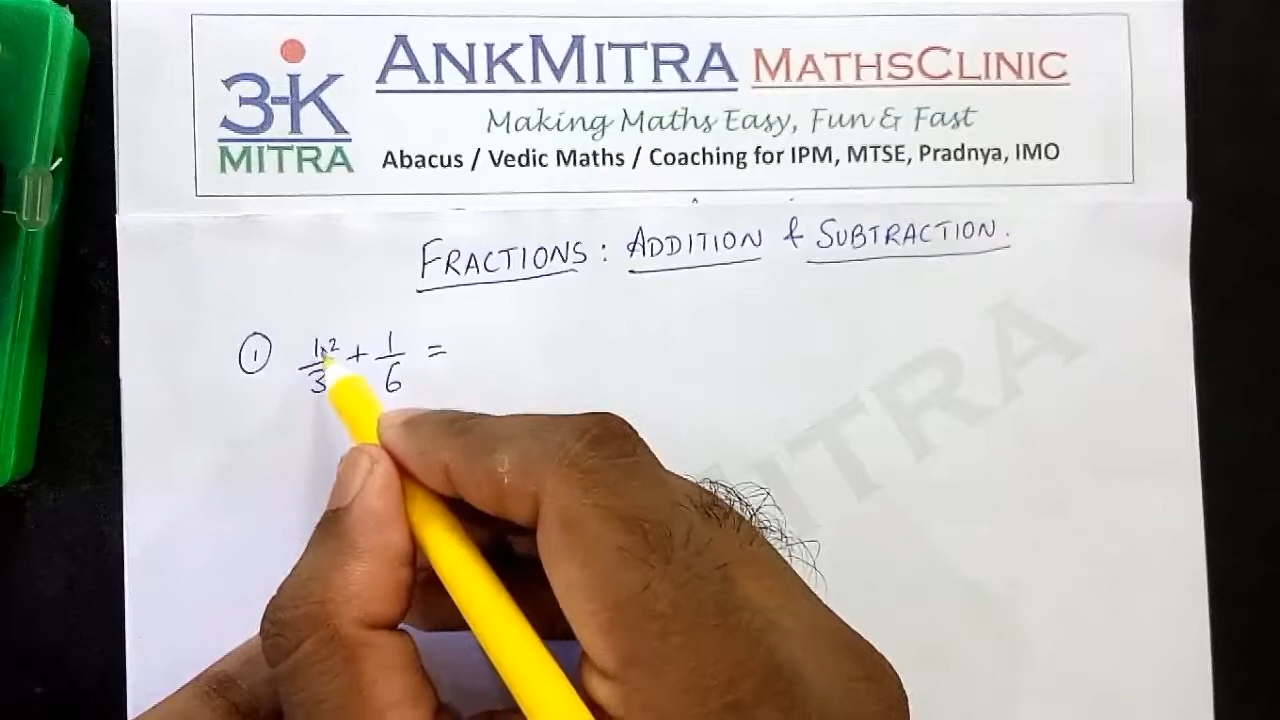 3-K
MITRA
ANKMITRA MATHSCLINIC
Making Maths Easy, Fun & Fast
Abacus / Vedic Maths / Coaching for IPM, MTSE, Pradnya, IMO
FRACTIONS : ADDITION & SUBTRACTION.
① 1×2/3 + 1/6 =
MITRA